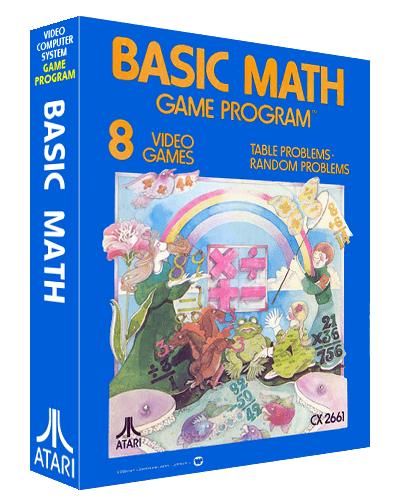 VIDEO
COMPUTER
SYSTEM
GAME
PROGRAM
BASIC MATH
ATARI
BASIC MATH
GAME PROGRAM™
8 VIDEO
GAMES
TABLE PROBLEMS-
RANDOM PROBLEMS
× ÷
+ −
21
×36
756
CX 2661
ATARI